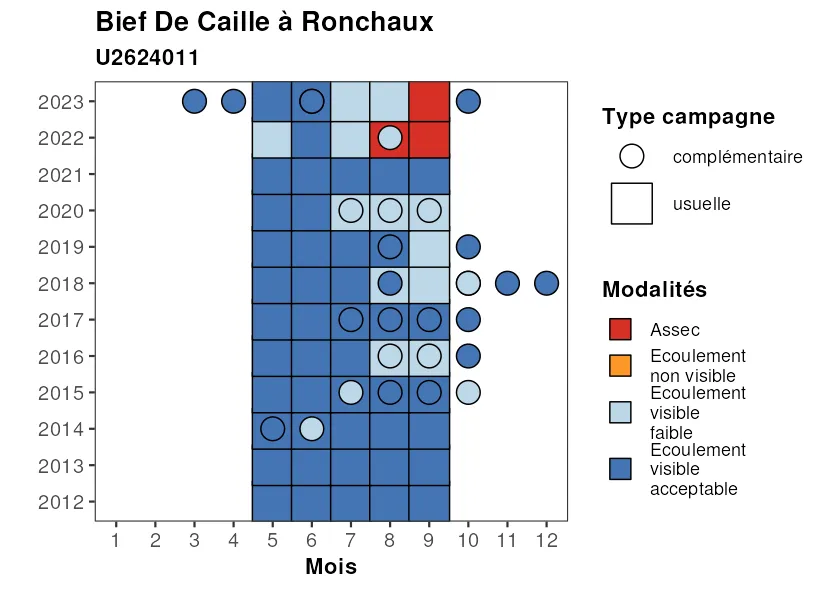 Bief De Caille à Ronchaux
U2624011
2023
2022
2021
2020
2019
2018
2017
2016
2015
2014
2013
2012
1 2 3 4 5 6 7 8 9 10 11 12
Mois
Type campagne
complémentaire
usuelle
Modalités
Assec
Ecoulement
non visible
Ecoulement
visible
faible
Ecoulement
visible
acceptable